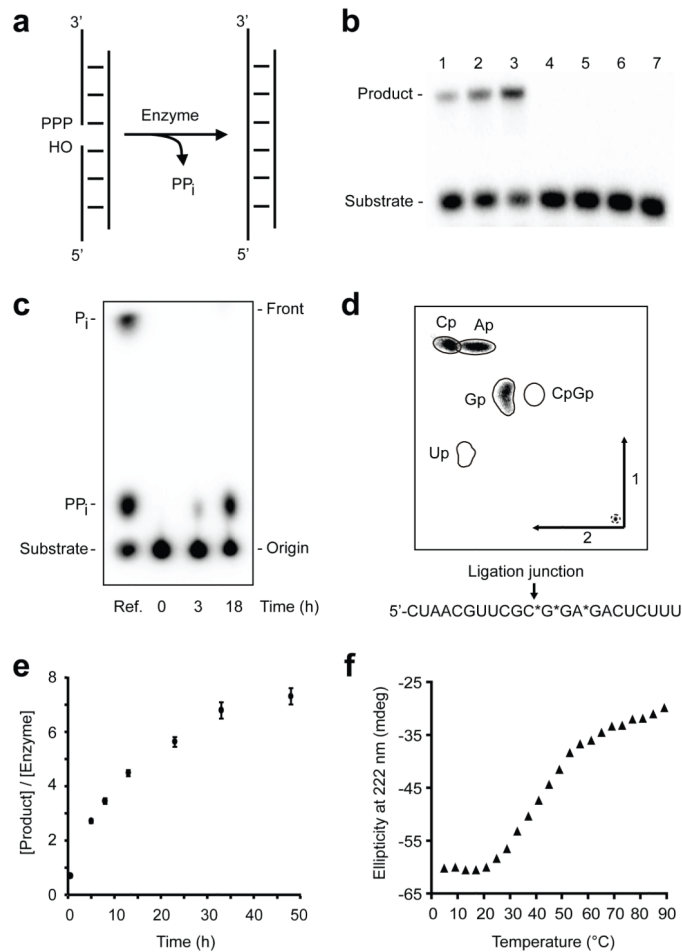 a
3' 3'
PPP
HO
Enzyme
PPi
5' 5'
b
1 2 3 4 5 6 7
Product -
Substrate -
c
Pi-
PPi-
Substrate-
- Front
- Origin
Ref. 0 3 18 Time (h)
d
Cp Ap
Gp CpGp
Up
1
2
Ligation junction
5'-CUAACGUUCGC*G*GA*GACUCUUU
e
[Product] / [Enzyme]
8
6
4
2
0
0 10 20 30 40 50
Time (h)
f
Ellipticity at 222 nm (mdeg)
-25
-35
-45
-55
-65
0 10 20 30 40 50 60 70 80 90
Temperature (°C)